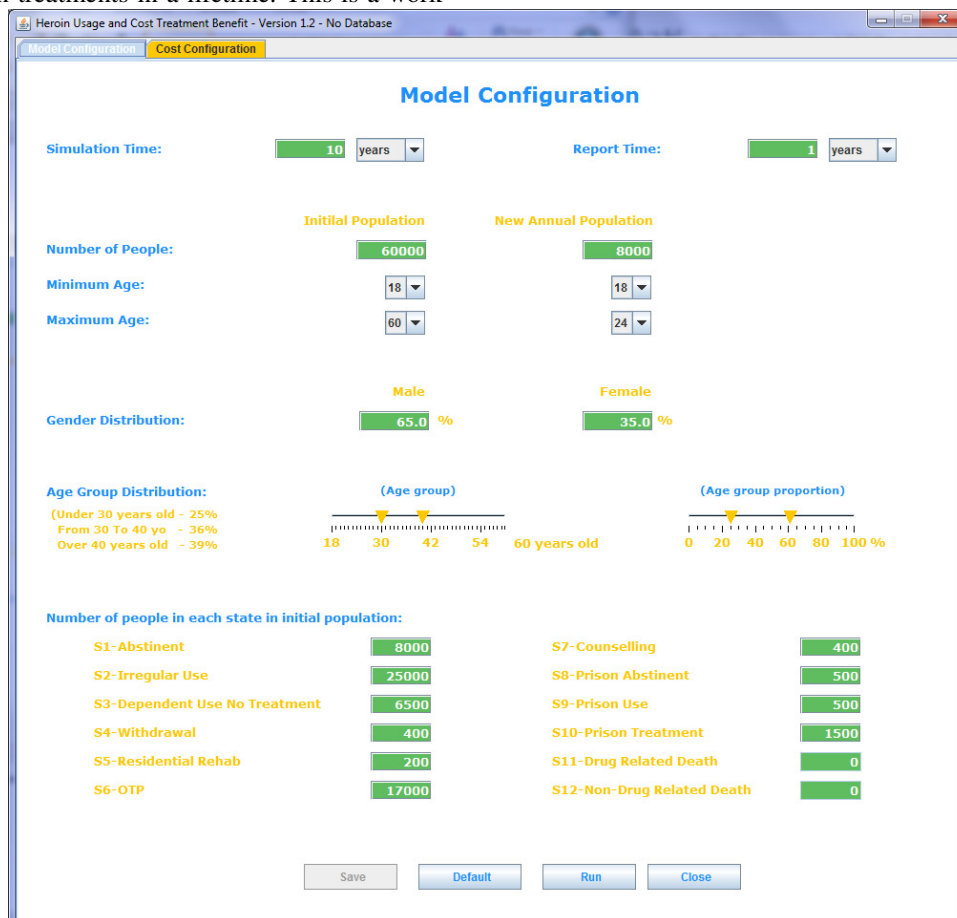 treatments in a lifetime. This is a work
Heroin Usage and Cost Treatment Benefit - Version 1.2 - No Database
Model Configuration Cost Configuration
Model Configuration
Simulation Time: 10 years Report Time: 1 years
Initilal Population New Annual Population
Number of People: 60000 8000
Minimum Age: 18 18
Maximum Age: 60 24
Male Female
Gender Distribution: 65.0 % 35.0 %
Age Group Distribution: (Age group) (Age group proportion)
(Under 30 years old - 25%
From 30 To 40 yo - 36%
Over 40 years old - 39%
18 30 42 54 60 years old 0 20 40 60 80 100 %
Number of people in each state in initial population:
S1-Abstinent 8000 S7-Counselling 400
S2-Irregular Use 25000 S8-Prison Abstinent 500
S3-Dependent Use No Treatment 6500 S9-Prison Use 500
S4-Withdrawal 400 S10-Prison Treatment 1500
S5-Residential Rehab 200 S11-Drug Related Death 0
S6-OTP 17000 S12-Non-Drug Related Death 0
Save Default Run Close